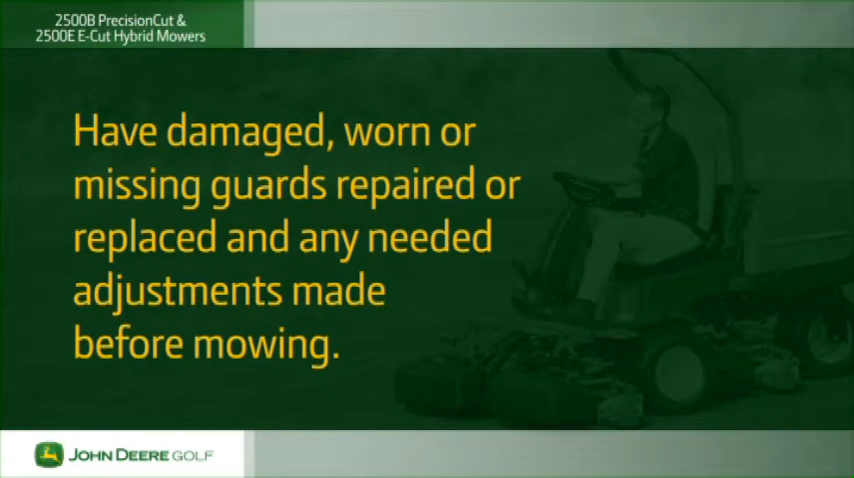 2500B PrecisionCut &
2500E E-Cut Hybrid Mowers
Have damaged, worn or
missing guards repaired or
replaced and any needed
adjustments made
before mowing.
JOHN DEERE GOLF